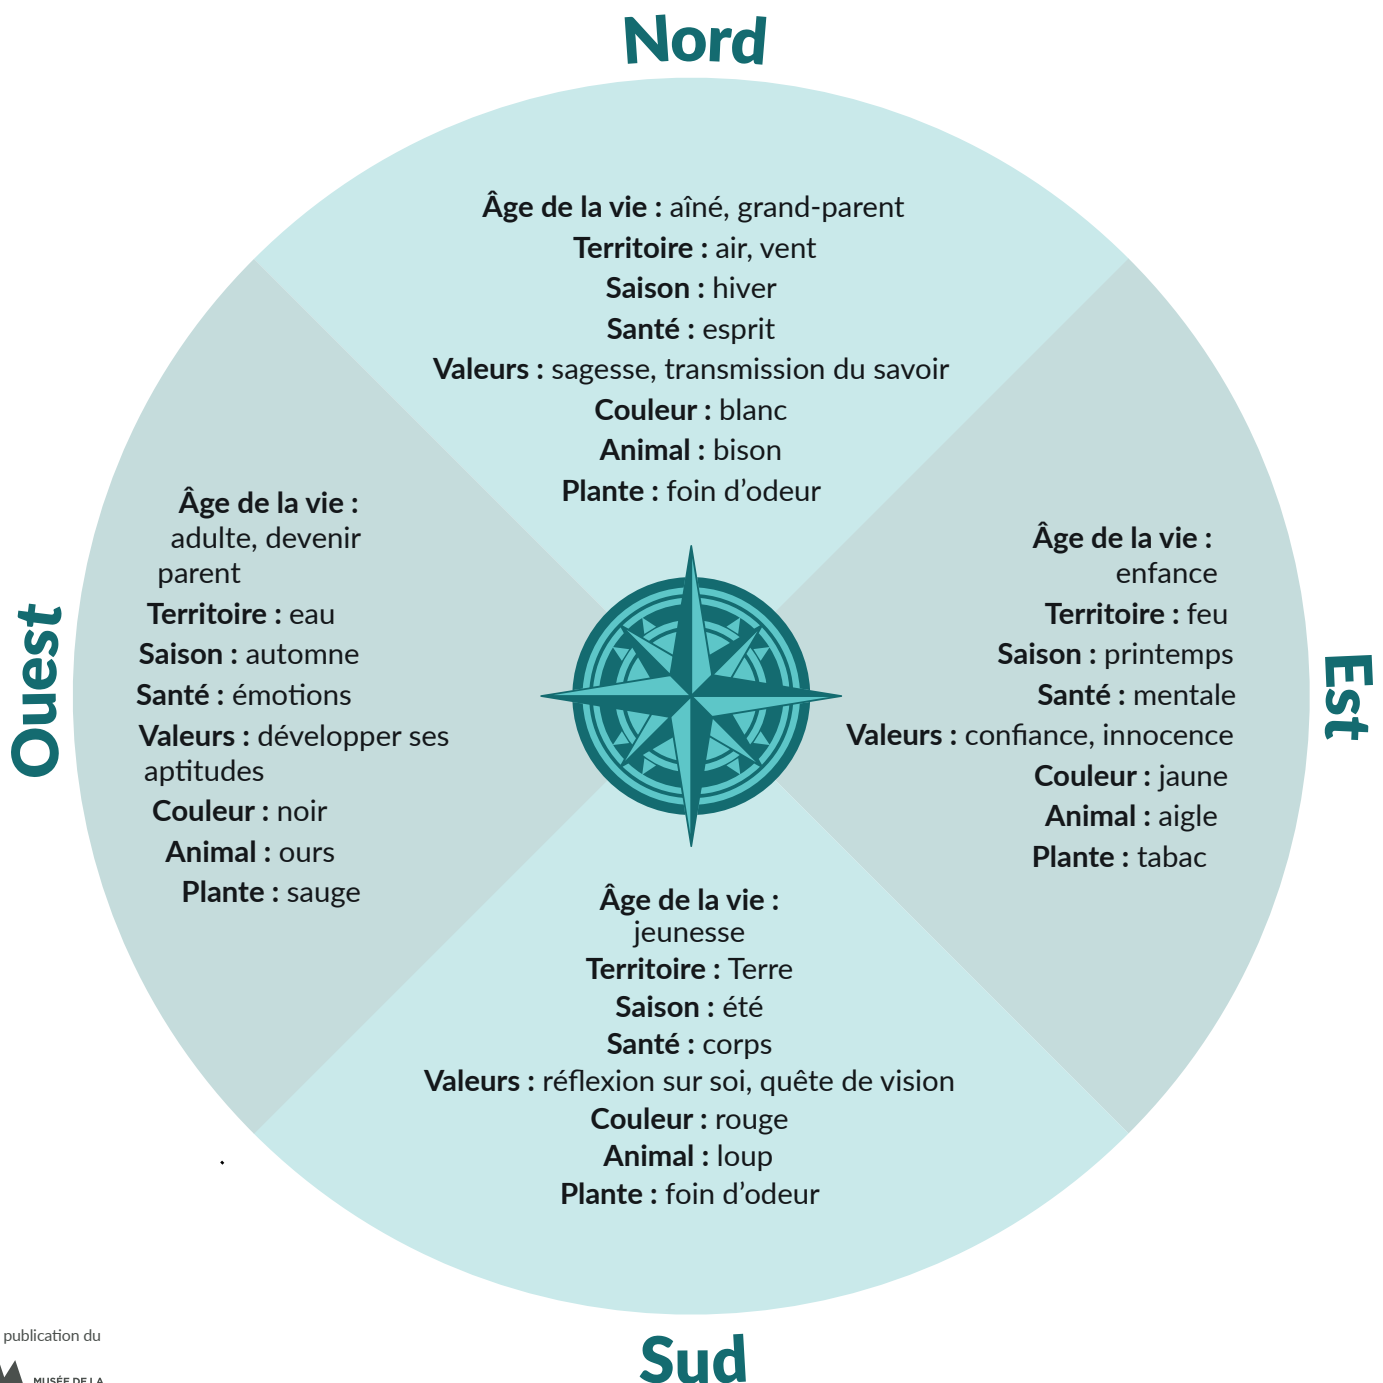 Nord
Âge de la vie : aîné, grand-parent
Territoire : air, vent
Saison : hiver
Santé : esprit
Valeurs : sagesse, transmission du savoir
Couleur : blanc
Animal : bison
Plante : foin d’odeur
Ouest
Âge de la vie :
adulte, devenir
parent
Territoire : eau
Saison : automne
Santé : émotions
Valeurs : développer ses
aptitudes
Couleur : noir
Animal : ours
Plante : sauge
Est
Âge de la vie :
enfance
Territoire : feu
Saison : printemps
Santé : mentale
Valeurs : confiance, innocence
Couleur : jaune
Animal : aigle
Plante : tabac
Âge de la vie :
jeunesse
Territoire : Terre
Saison : été
Santé : corps
Valeurs : réflexion sur soi, quête de vision
Couleur : rouge
Animal : loup
Plante : foin d’odeur
Sud
publication du
MUSÉE DE LA